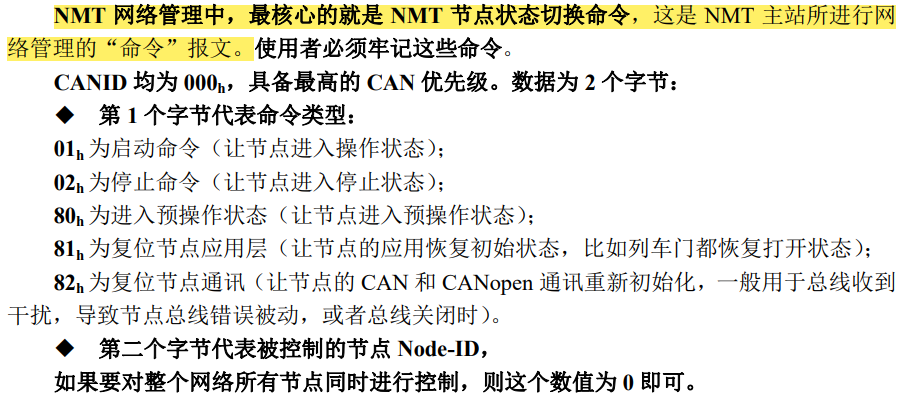 NMT 网络管理中，最核心的就是 NMT 节点状态切换命令，这是 NMT 主站所进行网
络管理的“命令”报文。使用者必须牢记这些命令。
CANID 均为 000h，具备最高的 CAN 优先级。数据为 2 个字节：
◆ 第 1 个字节代表命令类型：
01h 为启动命令（让节点进入操作状态）；
02h 为停止命令（让节点进入停止状态）；
80h 为进入预操作状态（让节点进入预操作状态）；
81h 为复位节点应用层（让节点的应用恢复初始状态，比如列车门都恢复打开状态）；
82h 为复位节点通讯（让节点的 CAN 和 CANopen 通讯重新初始化，一般用于总线收到
干扰，导致节点总线错误被动，或者总线关闭时）。
◆ 第二个字节代表被控制的节点 Node-ID，
如果要对整个网络所有节点同时进行控制，则这个数值为 0 即可。